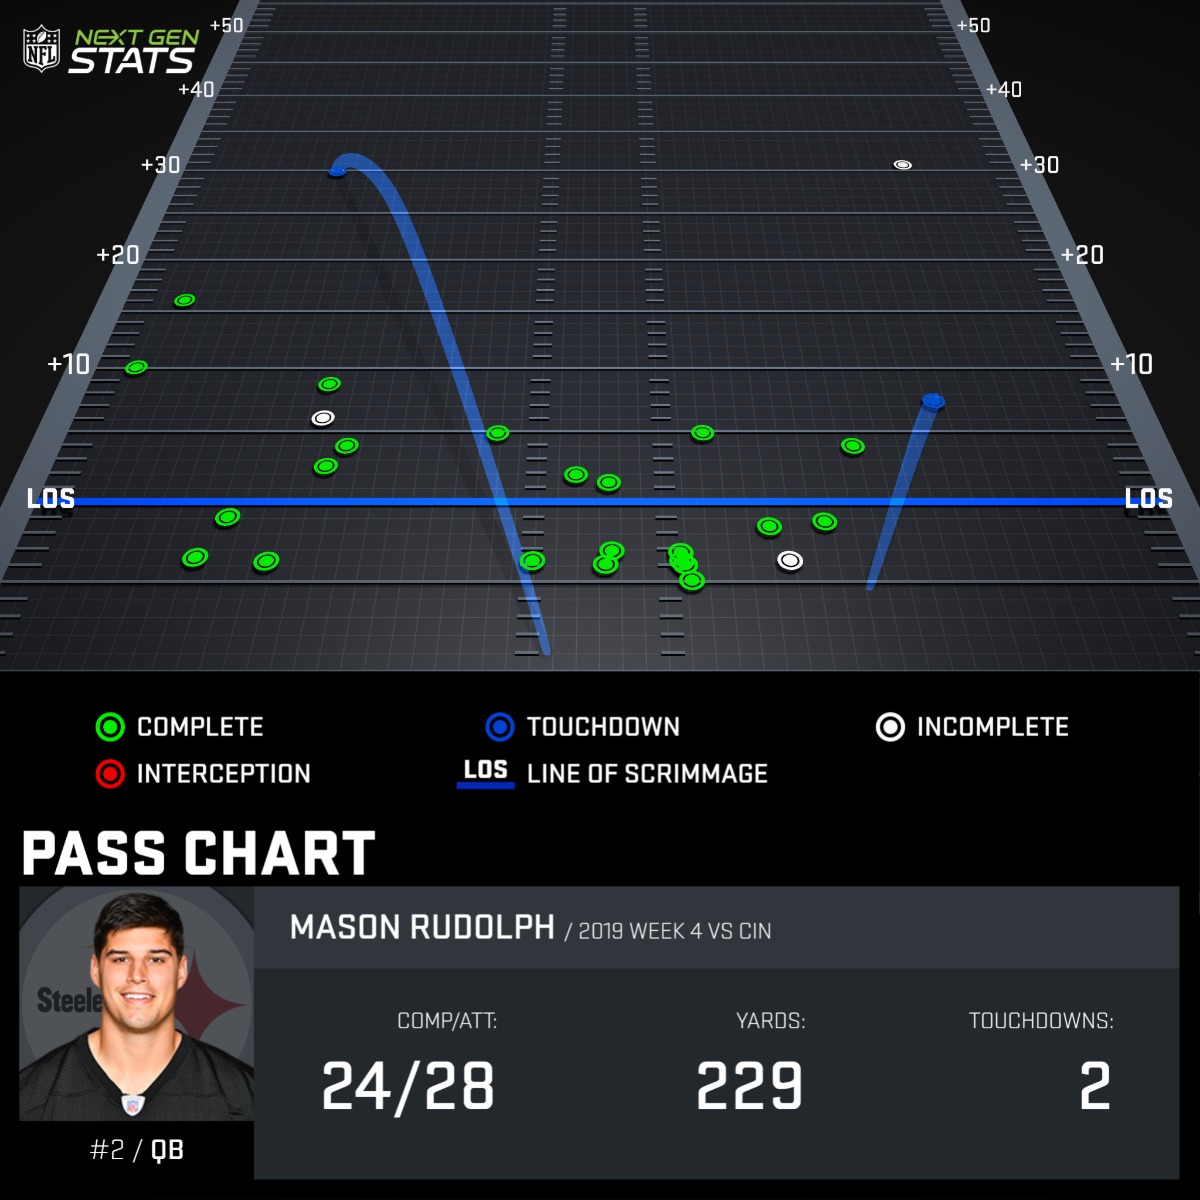 NFL
NEXT GEN
STATS
+50 +50
+40 +40
+30 +30
+20 +20
+10 +10
LOS LOS
COMPLETE TOUCHDOWN INCOMPLETE
INTERCEPTION LOS LINE OF SCRIMMAGE
PASS CHART
MASON RUDOLPH / 2019 WEEK 4 VS CIN
Steele
COMP/ATT: YARDS: TOUCHDOWNS:
24/28 229 2
#2 / QB